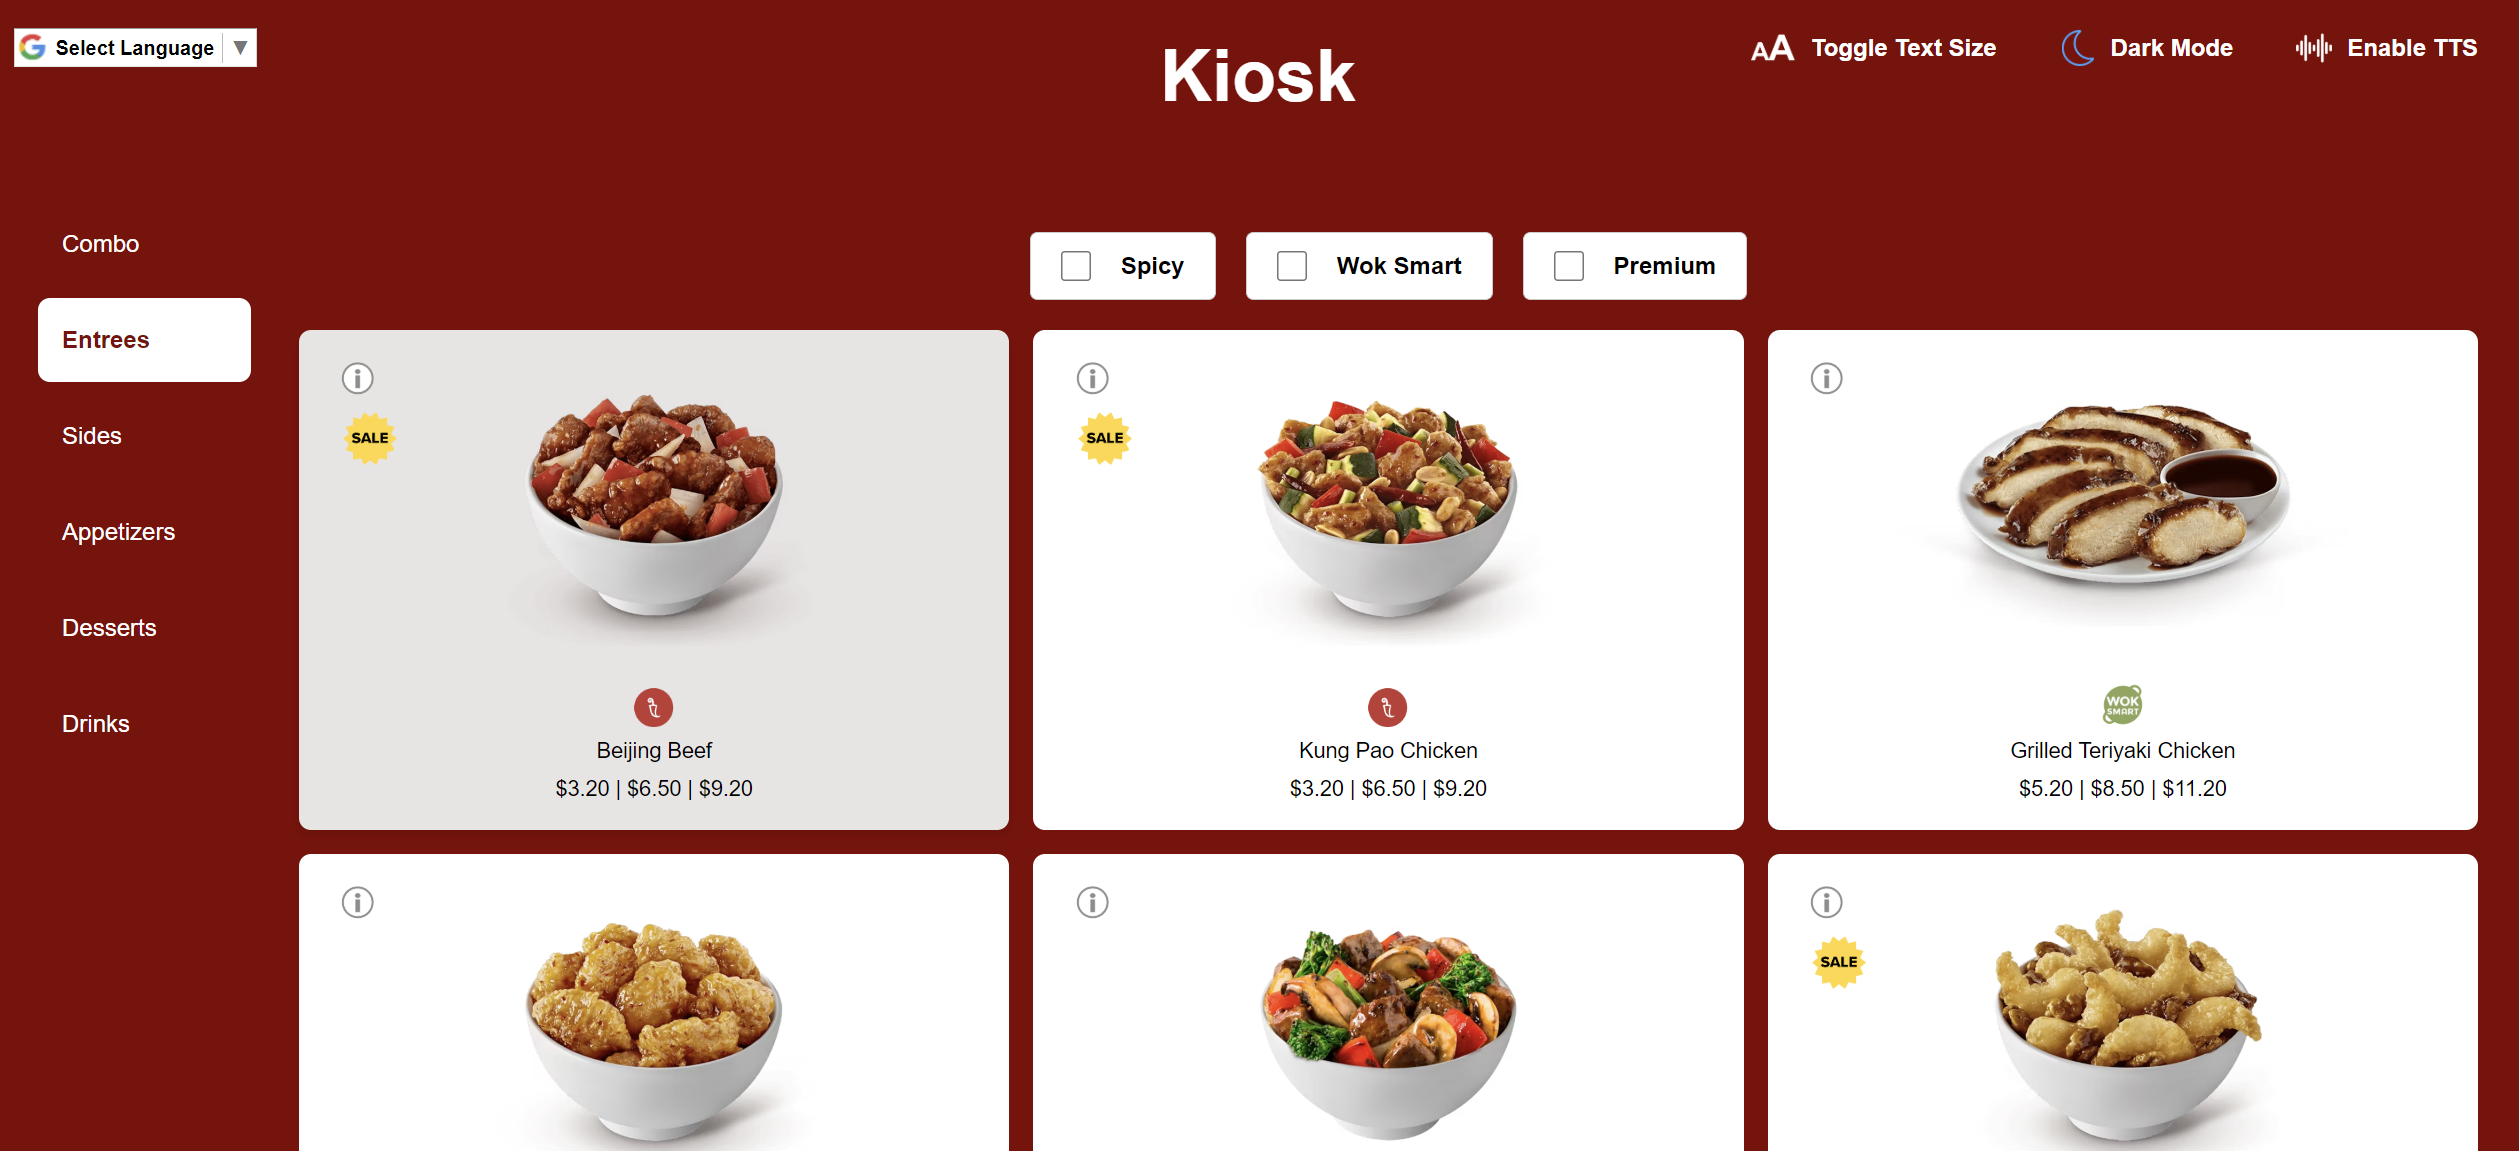 Select Language ▼
Kiosk
AA Toggle Text Size
Dark Mode
Enable TTS
Combo
Entrees
Sides
Appetizers
Desserts
Drinks
Spicy
Wok Smart
Premium
SALE
Beijing Beef
$3.20 | $6.50 | $9.20
SALE
Kung Pao Chicken
$3.20 | $6.50 | $9.20
WOK
SMART
Grilled Teriyaki Chicken
$5.20 | $8.50 | $11.20
SALE